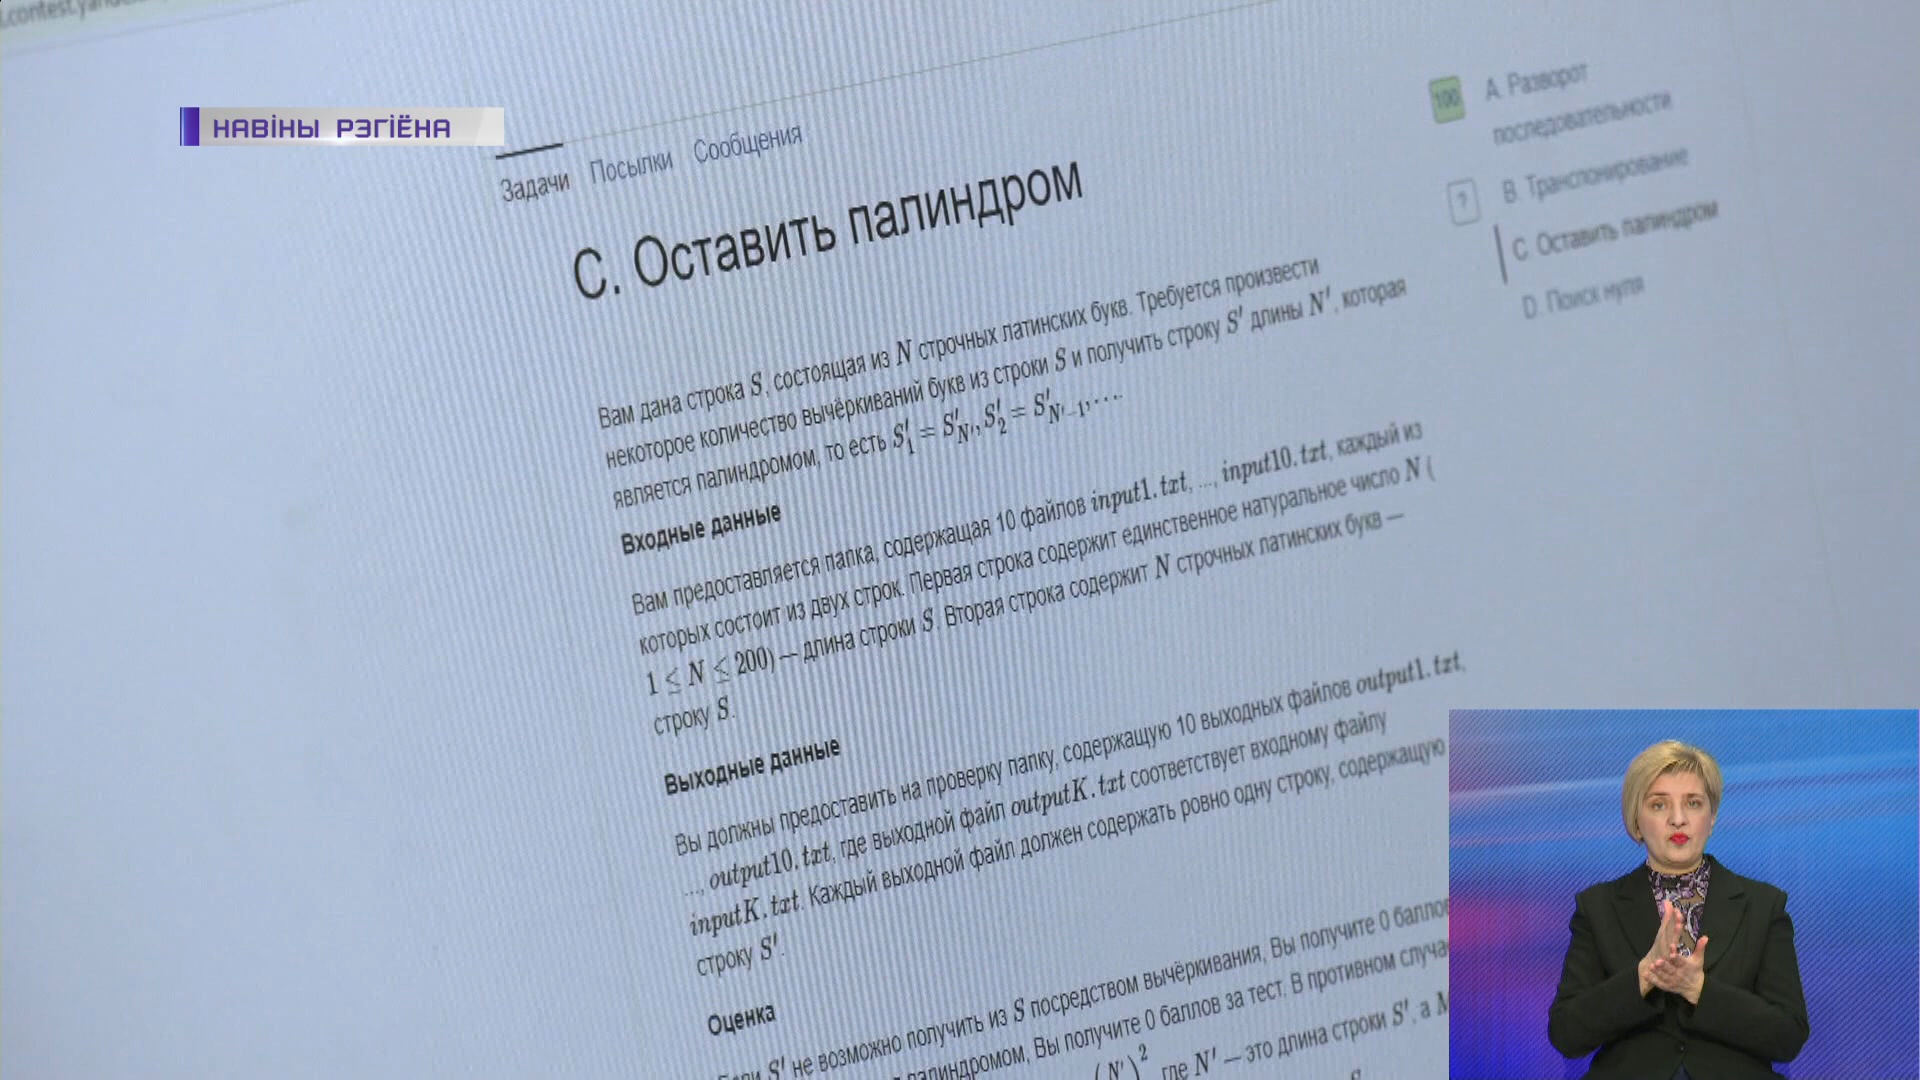 НАВІНЫ РЭГІЁНА
Задачи Посылки Сообщения
C. Оставить палиндром
Вам дана строка S, состоящая из N строчных латинских букв. Требуется произвести
некоторое количество вычёркиваний букв из строки S и получить строку S′ длины N′, которая
является палиндромом, то есть S′₁ = S′_N′, S′₂ = S′_N′−1, ....
Входные данные
Вам предоставляется папка, содержащая 10 файлов input1.txt, ..., input10.txt, каждый из
которых состоит из двух строк. Первая строка содержит единственное натуральное число N (
1 ≤ N ≤ 200) — длина строки S. Вторая строка содержит N строчных латинских букв —
строку S.
Выходные данные
Вы должны предоставить на проверку папку, содержащую 10 выходных файлов output1.txt,
..., output10.txt, где выходной файл outputK.txt соответствует входному файлу
inputK.txt. Каждый выходной файл должен содержать ровно одну строку, содержащую
строку S′.
Оценка
S′ не возможно получить из S посредством вычёркивания, Вы получите 0 баллов
палиндромом, Вы получите 0 баллов за тест. В противном случа
(N′)², где N′ — это длина строки S′, а M
100 A. Разворот
последовательности
? B. Транспонирование
C. Оставить палиндром
D. Поиск нуля